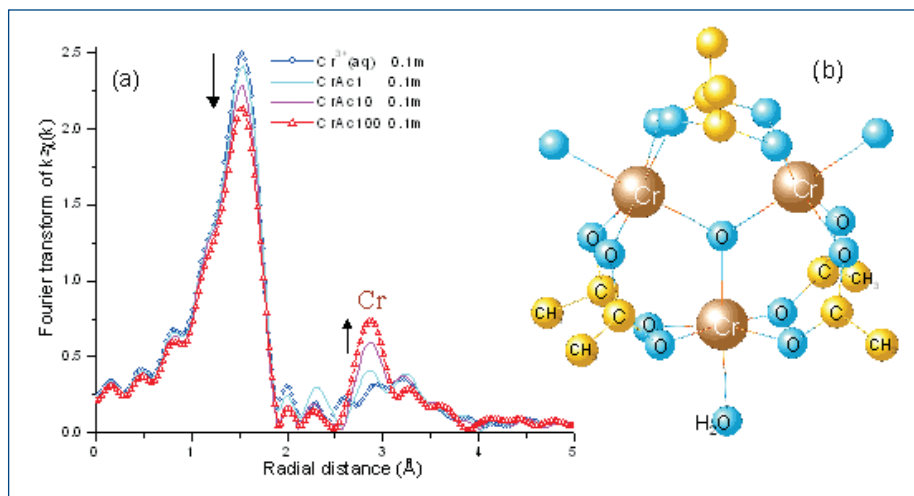 (a)
Cr³⁺(aq) 0.1m
CrAc1 0.1m
CrAc10 0.1m
CrAc100 0.1m
Cr
Fourier transform of k²χ(k)
2.5
2.0
1.5
1.0
0.5
0.0
0 1 2 3 4 5
Radial distance (Å)
(b)
Cr Cr
O O O
O O
C C CH₃
CH C Cr O C CH
O O
CH O
H₂O